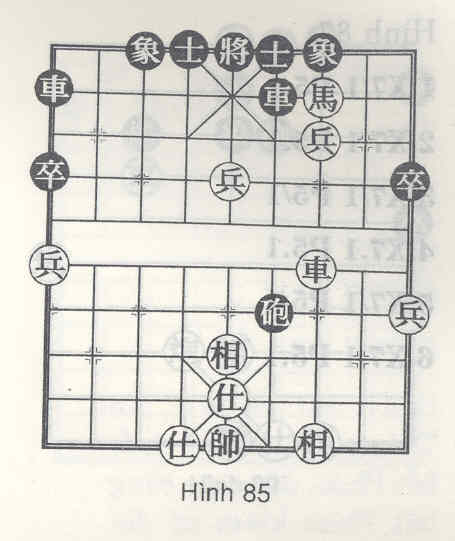 象 士 將 士 象
車 車 馬
兵
卒 兵 卒
兵 車
砲 兵
相
仕
仕 帥 相
Hình 85